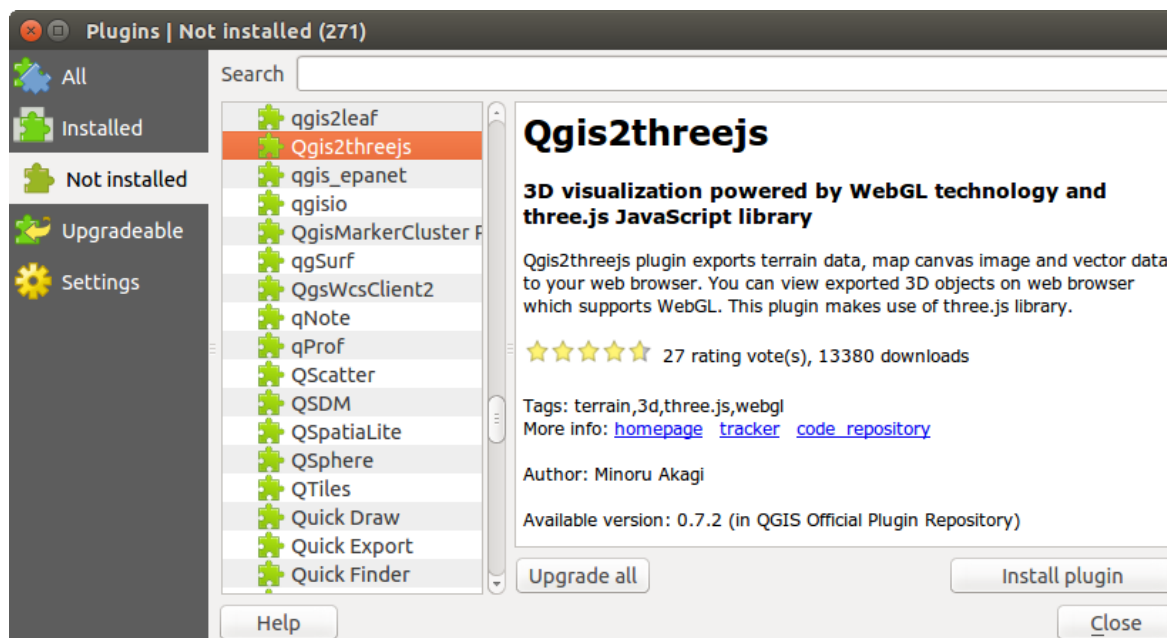 Plugins | Not installed (271)
All
Installed
Not installed
Upgradeable
Settings
Search
qgis2leaf
Qgis2threejs
qgis_epanet
qgisio
QgisMarkerCluster
qgSurf
QgsWcsClient2
qNote
qProf
QScatter
QSDM
QSpatiaLite
QSphere
QTiles
Quick Draw
Quick Export
Quick Finder
Qgis2threejs
3D visualization powered by WebGL technology and
three.js JavaScript library
Qgis2threejs plugin exports terrain data, map canvas image and vector data
to your web browser. You can view exported 3D objects on web browser
which supports WebGL. This plugin makes use of three.js library.
27 rating vote(s), 13380 downloads
Tags: terrain,3d,three.js,webgl
More info: homepage tracker code repository
Author: Minoru Akagi
Available version: 0.7.2 (in QGIS Official Plugin Repository)
Upgrade all
Install plugin
Help
Close